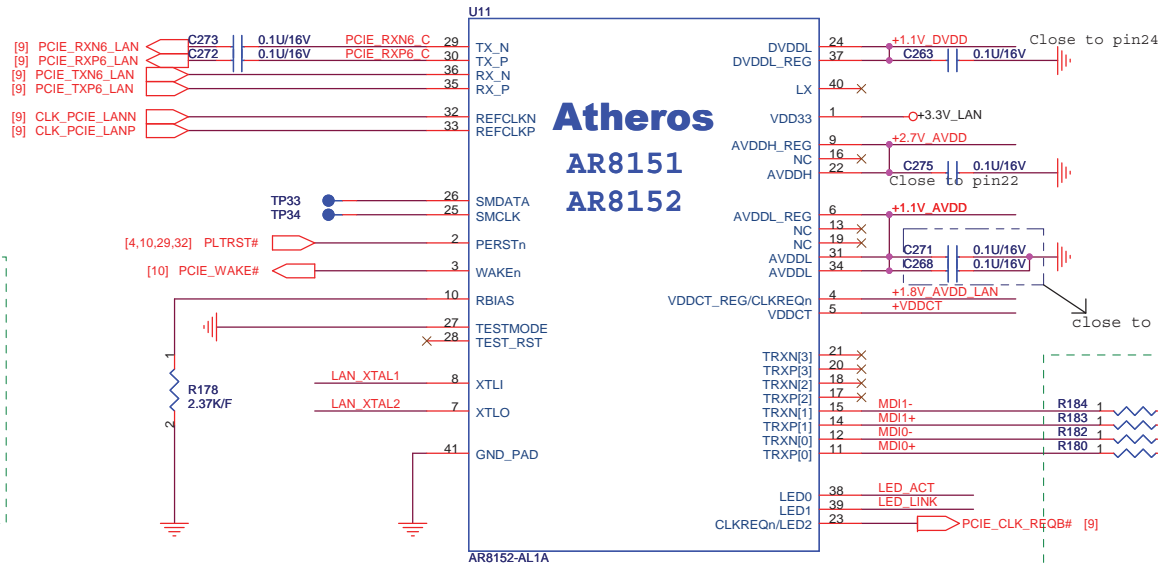 U11
[9] PCIE_RXN6_LAN C273 0.1U/16V PCIE_RXN6_C 29 TX_N
[9] PCIE_RXP6_LAN C272 0.1U/16V PCIE_RXP6_C 30 TX_P
[9] PCIE_TXN6_LAN 36 RX_N
[9] PCIE_TXP6_LAN 35 RX_P
[9] CLK_PCIE_LANN 32 REFCLKN
[9] CLK_PCIE_LANP 33 REFCLKP
TP33 26 SMDATA
TP34 25 SMCLK
[4,10,29,32] PLTRST# 2 PERSTn
[10] PCIE_WAKE# 3 WAKEn
10 RBIAS
27 TESTMODE
28 TEST_RST
1
R178
2.37K/F
2
LAN_XTAL1 8 XTLI
LAN_XTAL2 7 XTLO
41 GND_PAD
Atheros
AR8151
AR8152
DVDDL 24 +1.1V_DVDD Close to pin24
DVDDL_REG 37 C263 0.1U/16V
LX 40
VDD33 1 +3.3V_LAN
AVDDH_REG 9 +2.7V_AVDD
NC 16
AVDDH 22 C275 0.1U/16V
Close to pin22
AVDDL_REG 6 +1.1V_AVDD
NC 13
NC 19
AVDDL 31 C271 0.1U/16V
AVDDL 34 C268 0.1U/16V
VDDCT_REG/CLKREQn 4 +1.8V_AVDD_LAN
VDDCT 5 +VDDCT
close to
TRXN[3] 21
TRXP[3] 20
TRXN[2] 18
TRXP[2] 17
TRXN[1] 15 MDI1- R184 1
TRXP[1] 14 MDI1+ R183 1
TRXN[0] 12 MDI0- R182 1
TRXP[0] 11 MDI0+ R180 1
LED0 38 LED_ACT
LED1 39 LED_LINK
CLKREQn/LED2 23 PCIE_CLK_REQB# [9]
AR8152-AL1A